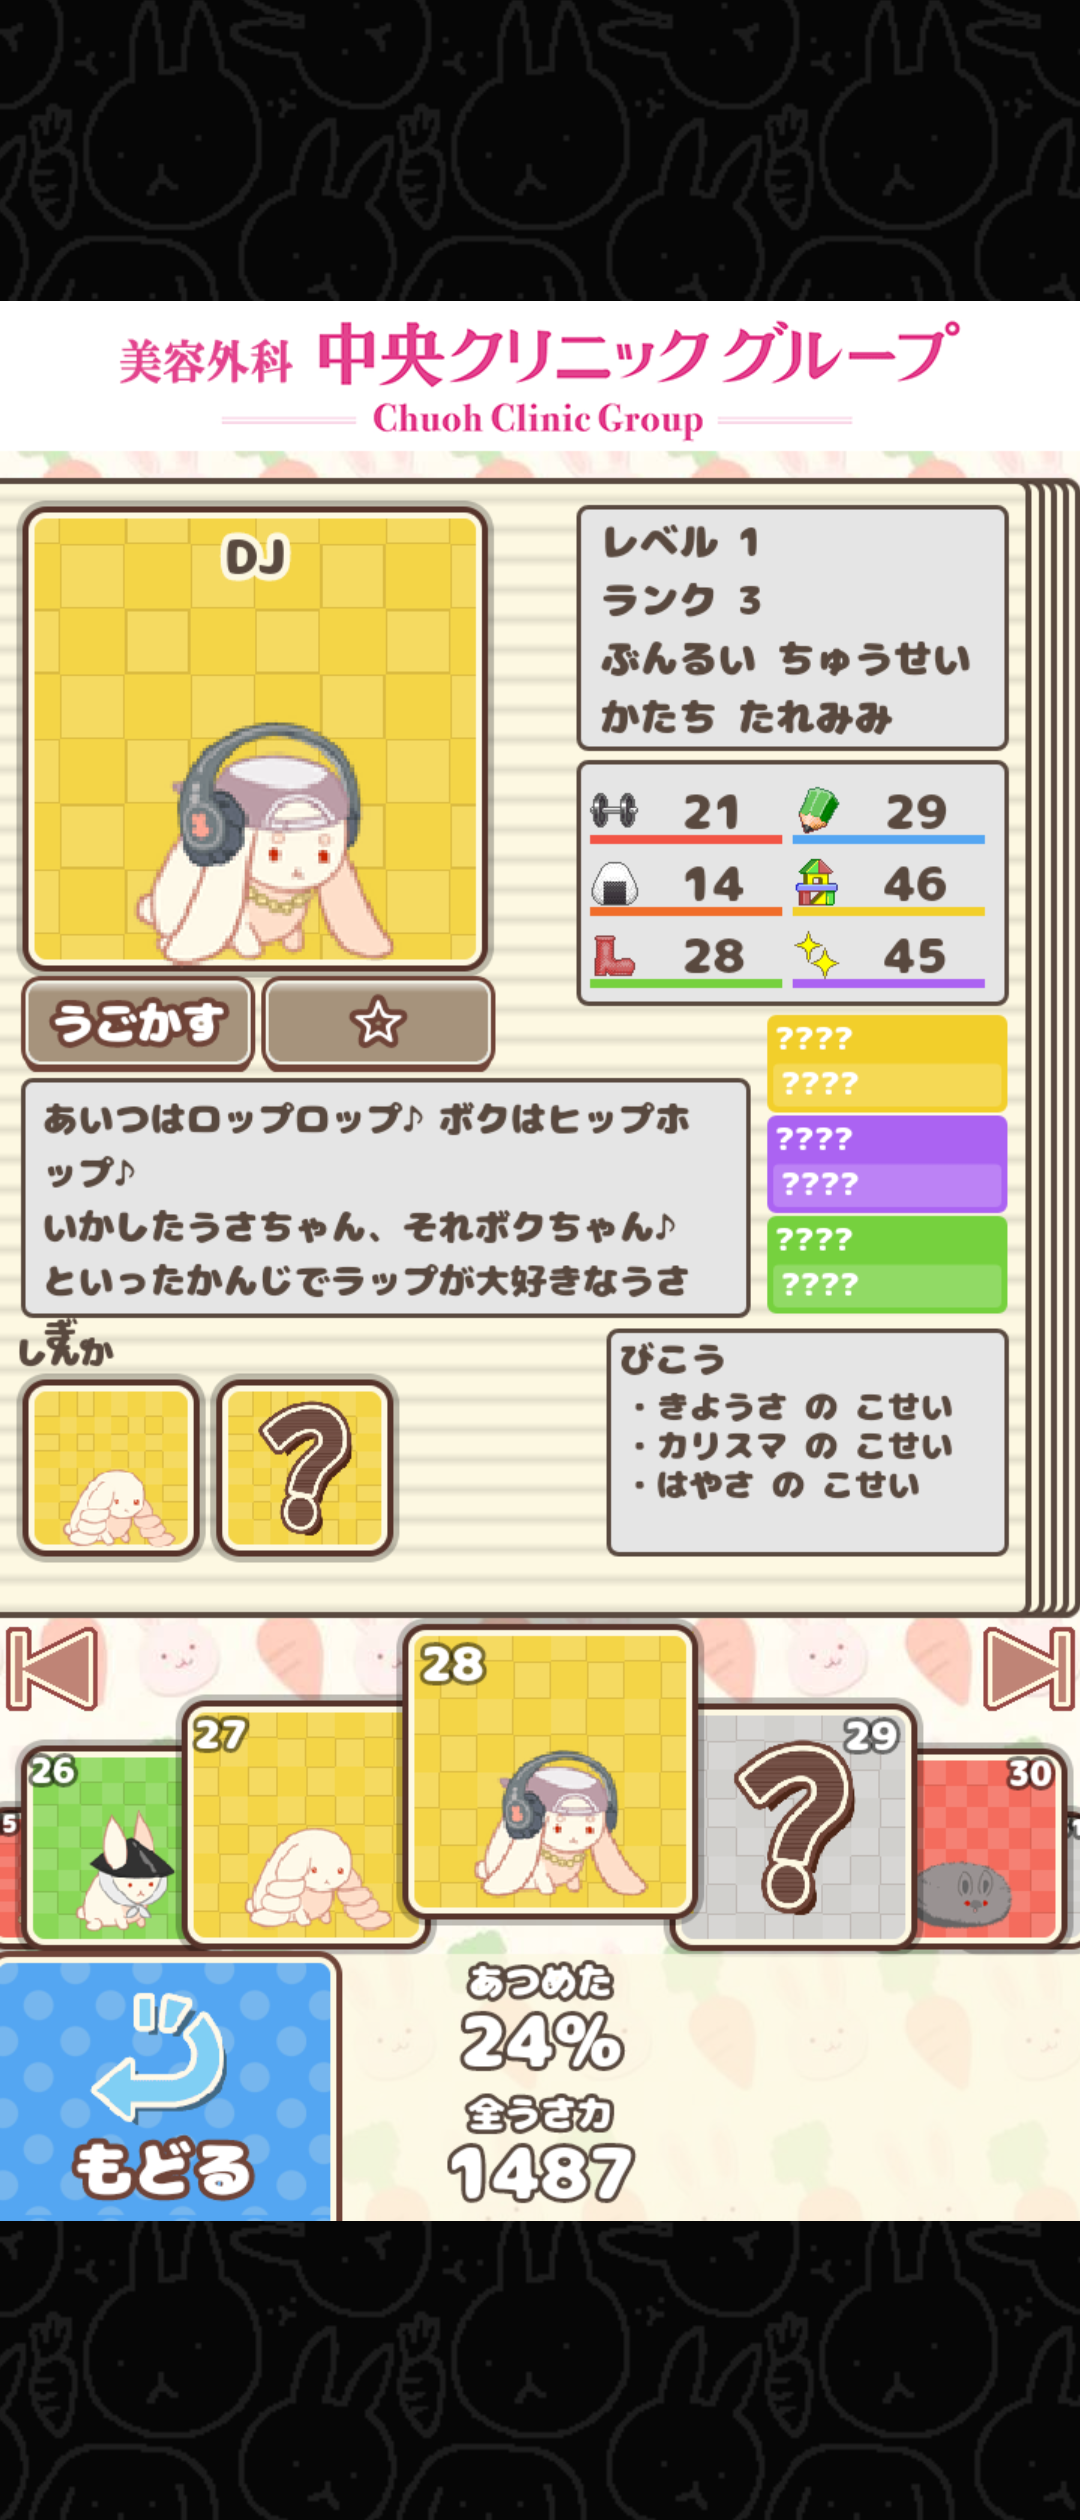 美容外科 中央クリニックグループ
Chuoh Clinic Group
DJ
レベル 1
ランク 3
ぶんるい ちゅうせい
かたち たれみみ
21 29
14 46
28 45
うごかす ☆
????
????
????
????
????
????
あいつはロップロップ♪ ボクはヒップホ
ップ♪
いかしたうさちゃん、それボクちゃん♪
といったかんじでラップが大好きなうさ
ぎ
しんか
?
びこう
・きようさ の こせい
・カリスマ の こせい
・はやさ の こせい
5 26 27 28 29 30
?
もどる
あつめた
24%
全うさ力
1487